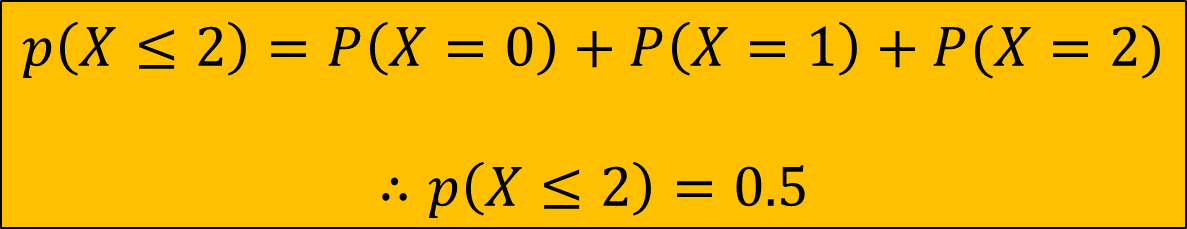 p(X ≤ 2) = P(X = 0) + P(X = 1) + P(X = 2)
∴ p(X ≤ 2) = 0.5